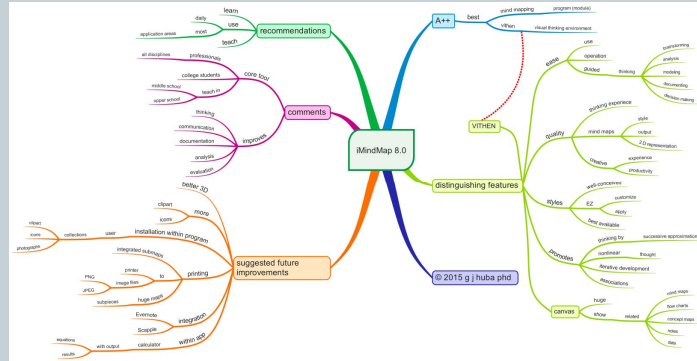 iMindMap 8.0
A++
best
mind mapping
program (module)
vithen
visual thinking environment
VITHEN
distinguishing features
ease
use
operation
guided
thinking
brainstorming
analysis
modeling
documenting
decision making
quality
thinking experiece
mind maps
style
output
2.D representation
creative
experience
productivity
styles
well-conceived
EZ
customize
apply
best available
promotes
thinking by
successive approximation
nonlinear
thought
iterative development
associations
canvas
huge
show
related
mind maps
flow charts
concept maps
notes
© 2015 g j huba phd
recommendations
learn
use
daily
most
application areas
teach
comments
core tool
professionals
all disciplines
college students
teach in
middle school
upper school
improves
thinking
communication
documentation
analysis
evaluation
suggested future
improvements
better 3D
more
clipart
icons
installation within program
user
collections
clipart
icons
photographs
printing
integrated submaps
to
printer
image files
PNG
JPEG
huge maps
subpieces
integration
Evernote
Scapple
within app
calculator
with output
equations
results